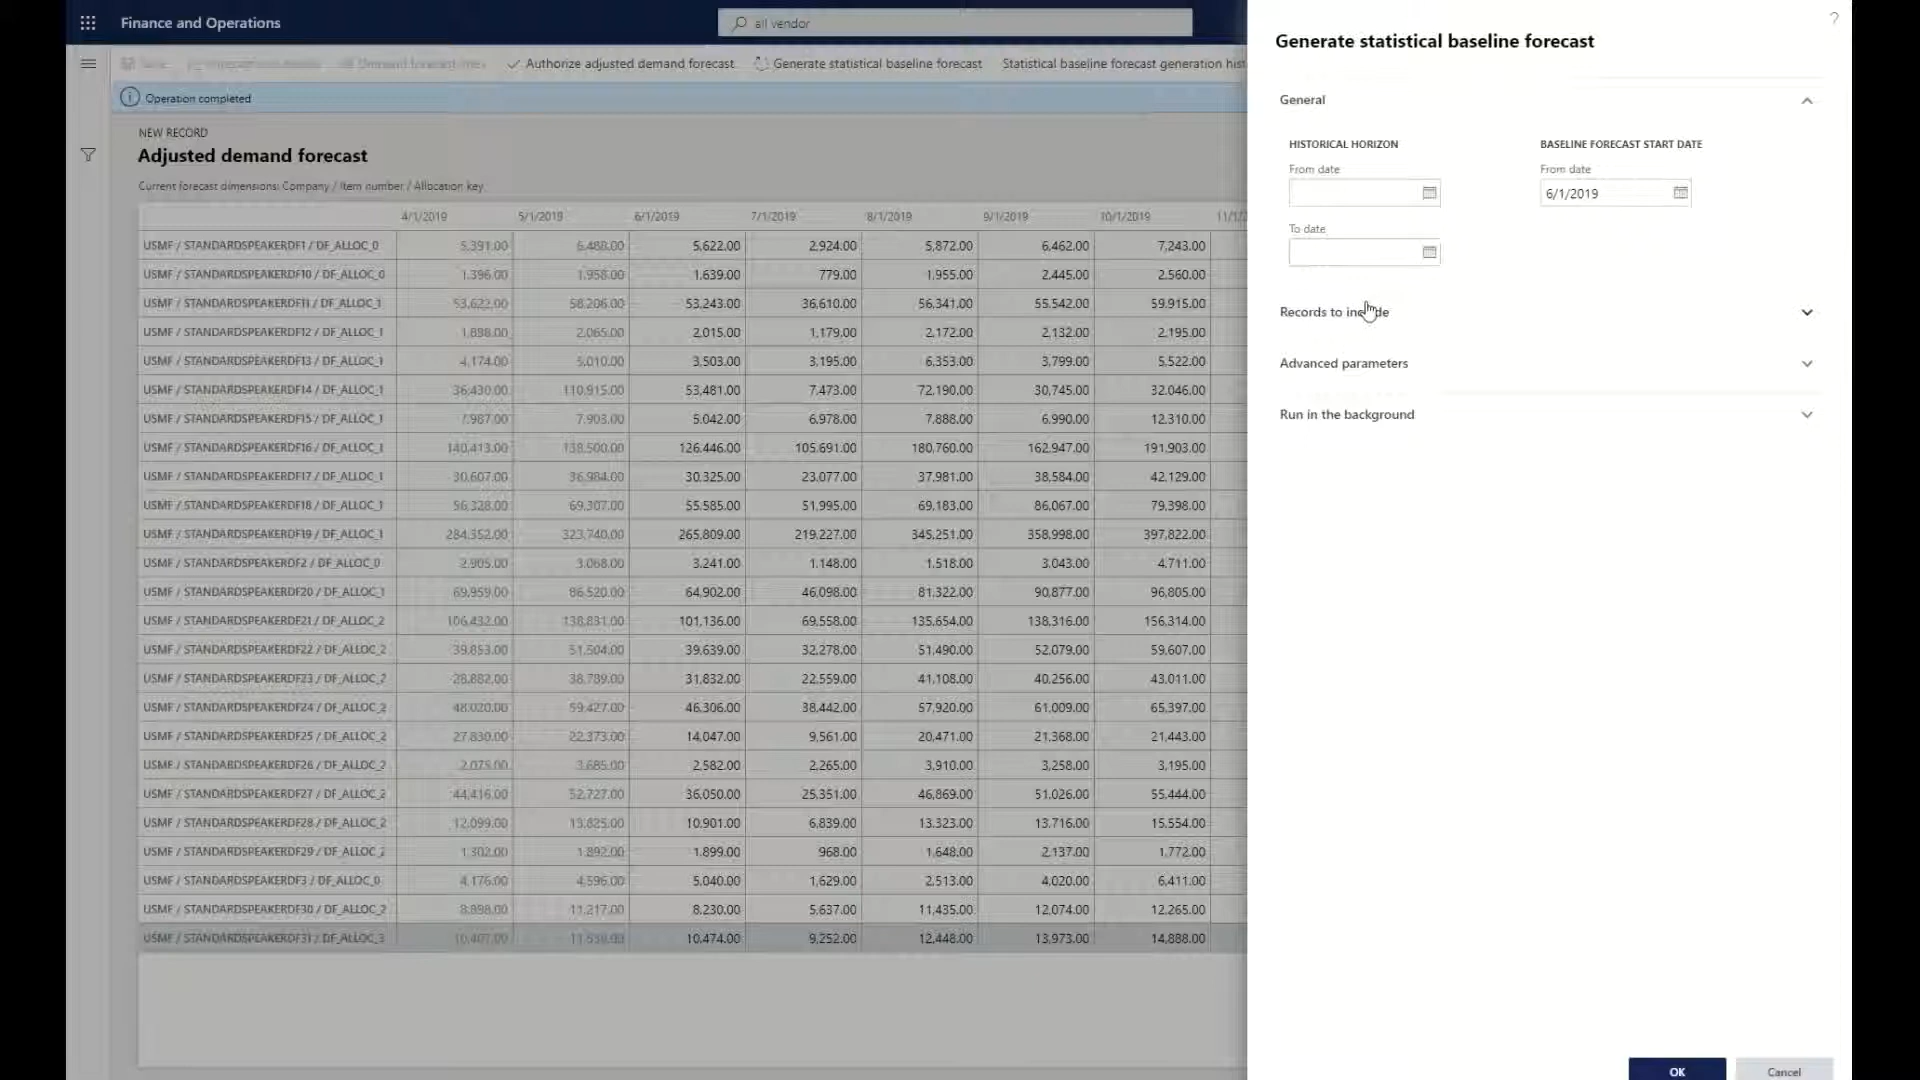 Finance and Operations
all vendor
Authorize adjusted demand forecast
Generate statistical baseline forecast
Statistical baseline forecast generation hist
Operation completed
NEW RECORD
Adjusted demand forecast
Current forecast dimensions: Company / Item number / Allocation key
4/1/2019 5/1/2019 6/1/2019 7/1/2019 8/1/2019 9/1/2019 10/1/2019
USMF / STANDARDSPEAKERDF1 / DF_ALLOC_0 5,391.00 6,488.00 5,622.00 2,924.00 5,872.00 6,462.00 7,243.00
USMF / STANDARDSPEAKERDF10 / DF_ALLOC_0 1,396.00 1,958.00 1,639.00 779.00 1,955.00 2,445.00 2,560.00
USMF / STANDARDSPEAKERDF11 / DF_ALLOC_1 53,622.00 58,206.00 53,243.00 36,610.00 56,341.00 55,542.00 59,915.00
USMF / STANDARDSPEAKERDF12 / DF_ALLOC_1 1,898.00 2,065.00 2,015.00 1,179.00 2,172.00 2,132.00 2,195.00
USMF / STANDARDSPEAKERDF13 / DF_ALLOC_1 4,174.00 5,010.00 3,503.00 3,195.00 6,353.00 3,799.00 5,522.00
USMF / STANDARDSPEAKERDF14 / DF_ALLOC_1 36,430.00 110,915.00 53,481.00 7,473.00 72,190.00 30,745.00 32,046.00
USMF / STANDARDSPEAKERDF15 / DF_ALLOC_1 7,987.00 7,903.00 5,042.00 6,978.00 7,888.00 6,990.00 12,310.00
USMF / STANDARDSPEAKERDF16 / DF_ALLOC_1 140,413.00 138,500.00 126,446.00 105,691.00 180,760.00 162,947.00 191,903.00
USMF / STANDARDSPEAKERDF17 / DF_ALLOC_1 30,607.00 36,984.00 30,325.00 23,077.00 37,981.00 38,584.00 42,129.00
USMF / STANDARDSPEAKERDF18 / DF_ALLOC_1 56,328.00 69,307.00 55,585.00 51,995.00 69,183.00 86,067.00 79,398.00
USMF / STANDARDSPEAKERDF19 / DF_ALLOC_1 284,352.00 323,740.00 265,809.00 219,227.00 345,251.00 358,998.00 397,822.00
USMF / STANDARDSPEAKERDF2 / DF_ALLOC_0 2,905.00 3,068.00 3,241.00 1,148.00 1,518.00 3,043.00 4,711.00
USMF / STANDARDSPEAKERDF20 / DF_ALLOC_1 69,959.00 86,520.00 64,902.00 46,098.00 81,322.00 90,877.00 96,805.00
USMF / STANDARDSPEAKERDF21 / DF_ALLOC_2 106,432.00 138,831.00 101,136.00 69,558.00 135,654.00 138,316.00 156,314.00
USMF / STANDARDSPEAKERDF22 / DF_ALLOC_2 39,853.00 51,504.00 39,639.00 32,278.00 51,490.00 52,079.00 59,607.00
USMF / STANDARDSPEAKERDF23 / DF_ALLOC_2 28,882.00 38,789.00 31,832.00 22,559.00 41,108.00 40,256.00 43,011.00
USMF / STANDARDSPEAKERDF24 / DF_ALLOC_2 48,020.00 59,427.00 46,306.00 38,442.00 57,920.00 61,009.00 65,397.00
USMF / STANDARDSPEAKERDF25 / DF_ALLOC_2 27,830.00 22,373.00 14,047.00 9,561.00 20,471.00 21,368.00 21,443.00
USMF / STANDARDSPEAKERDF26 / DF_ALLOC_2 2,075.00 3,685.00 2,582.00 2,265.00 3,910.00 3,258.00 3,195.00
USMF / STANDARDSPEAKERDF27 / DF_ALLOC_2 44,416.00 52,727.00 36,050.00 25,351.00 46,869.00 51,026.00 55,444.00
USMF / STANDARDSPEAKERDF28 / DF_ALLOC_2 12,099.00 13,825.00 10,901.00 6,839.00 13,323.00 13,716.00 15,554.00
USMF / STANDARDSPEAKERDF29 / DF_ALLOC_2 1,302.00 1,892.00 1,899.00 968.00 1,648.00 2,137.00 1,772.00
USMF / STANDARDSPEAKERDF3 / DF_ALLOC_0 4,176.00 4,596.00 5,040.00 1,629.00 2,513.00 4,020.00 6,411.00
USMF / STANDARDSPEAKERDF30 / DF_ALLOC_2 8,898.00 11,217.00 8,230.00 5,637.00 11,435.00 12,074.00 12,265.00
USMF / STANDARDSPEAKERDF31 / DF_ALLOC_3 10,474.00 9,252.00 12,448.00 13,973.00 14,888.00
?
Generate statistical baseline forecast
General
HISTORICAL HORIZON
From date
To date
BASELINE FORECAST START DATE
From date
6/1/2019
Records to include
Advanced parameters
Run in the background
OK
Cancel